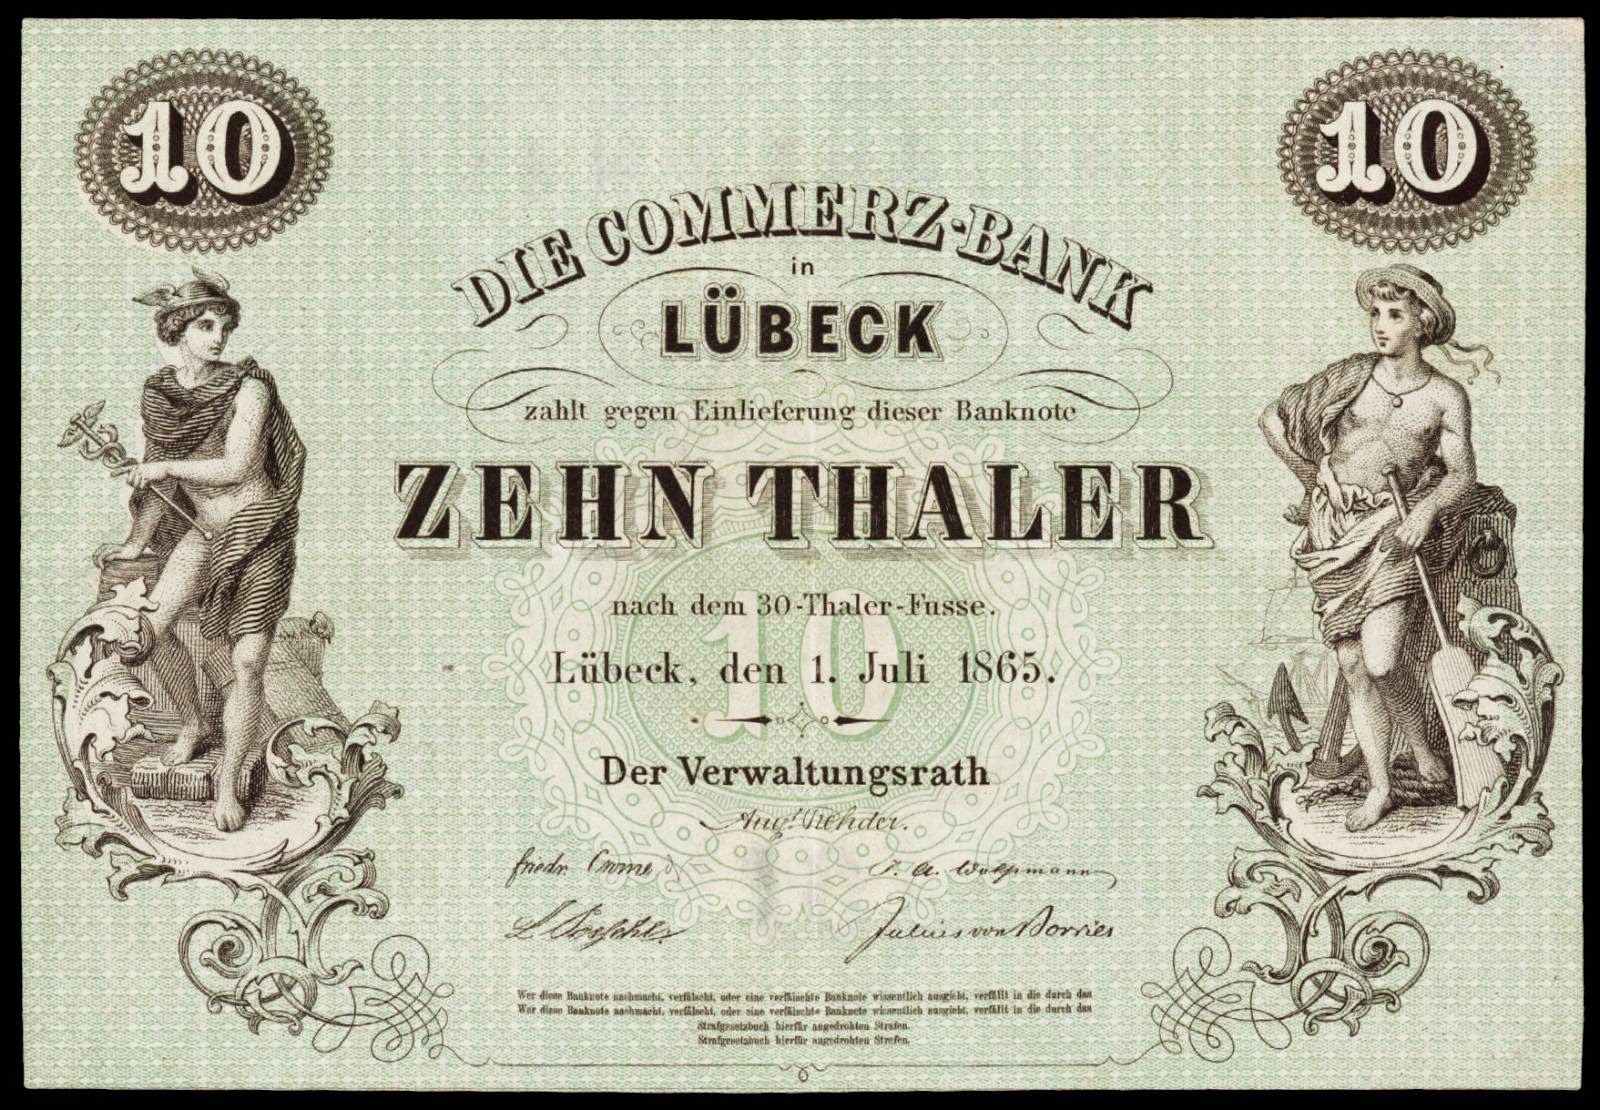 10 10
DIE COMMERZ-BANK
in
LÜBECK
zahlt gegen Einlieferung dieser Banknote
ZEHN THALER
nach dem 30-Thaler-Fusse.
10
Lübeck, den 1. Juli 1865.
Der Verwaltungsrath
Augt Rehder.
Friedr.
Julius von Borries
Wer diese Banknote nachmacht, verfälscht, oder eine verfälschte Banknote wissentlich ausgiebt, verfällt in die durch das
Wer diese Banknote nachmacht, verfälscht, oder eine verfälschte Banknote wissentlich ausgiebt, verfällt in die durch das
Strafgesetzbuch hierfür angedrohten Strafen.
Strafgesetzbuch hierfür angedrohten Strafen.